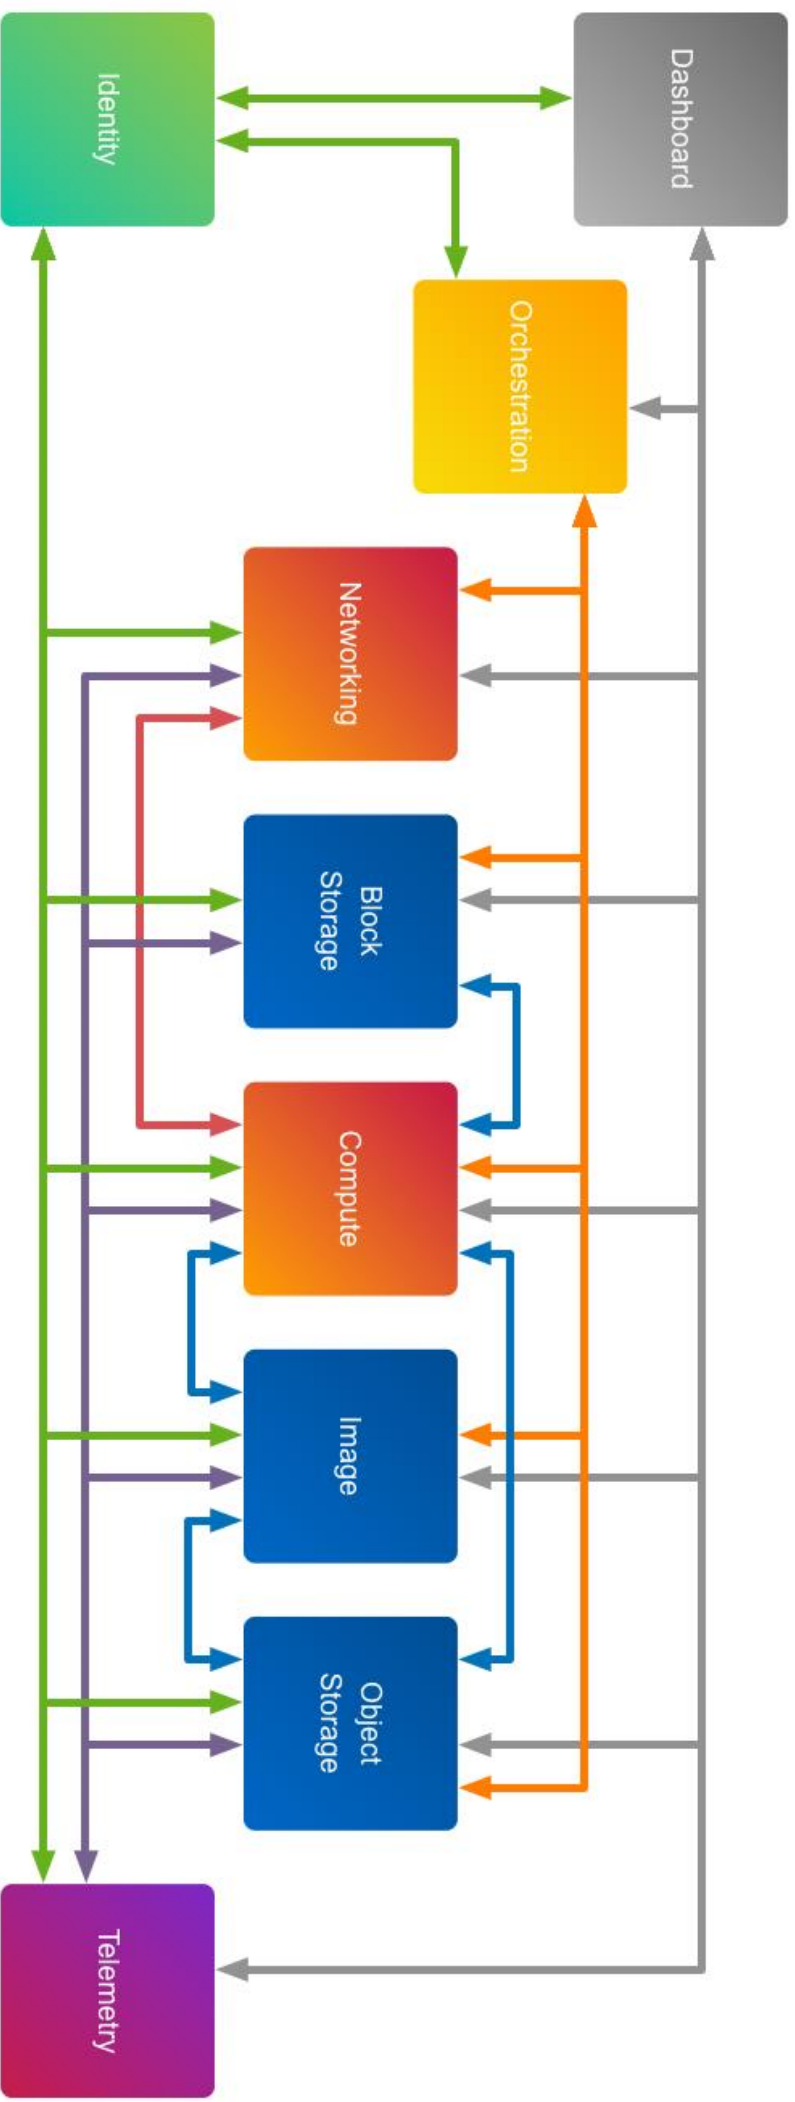 Dashboard
Identity
Orchestration
Networking
Block
Storage
Compute
Image
Object
Storage
Telemetry